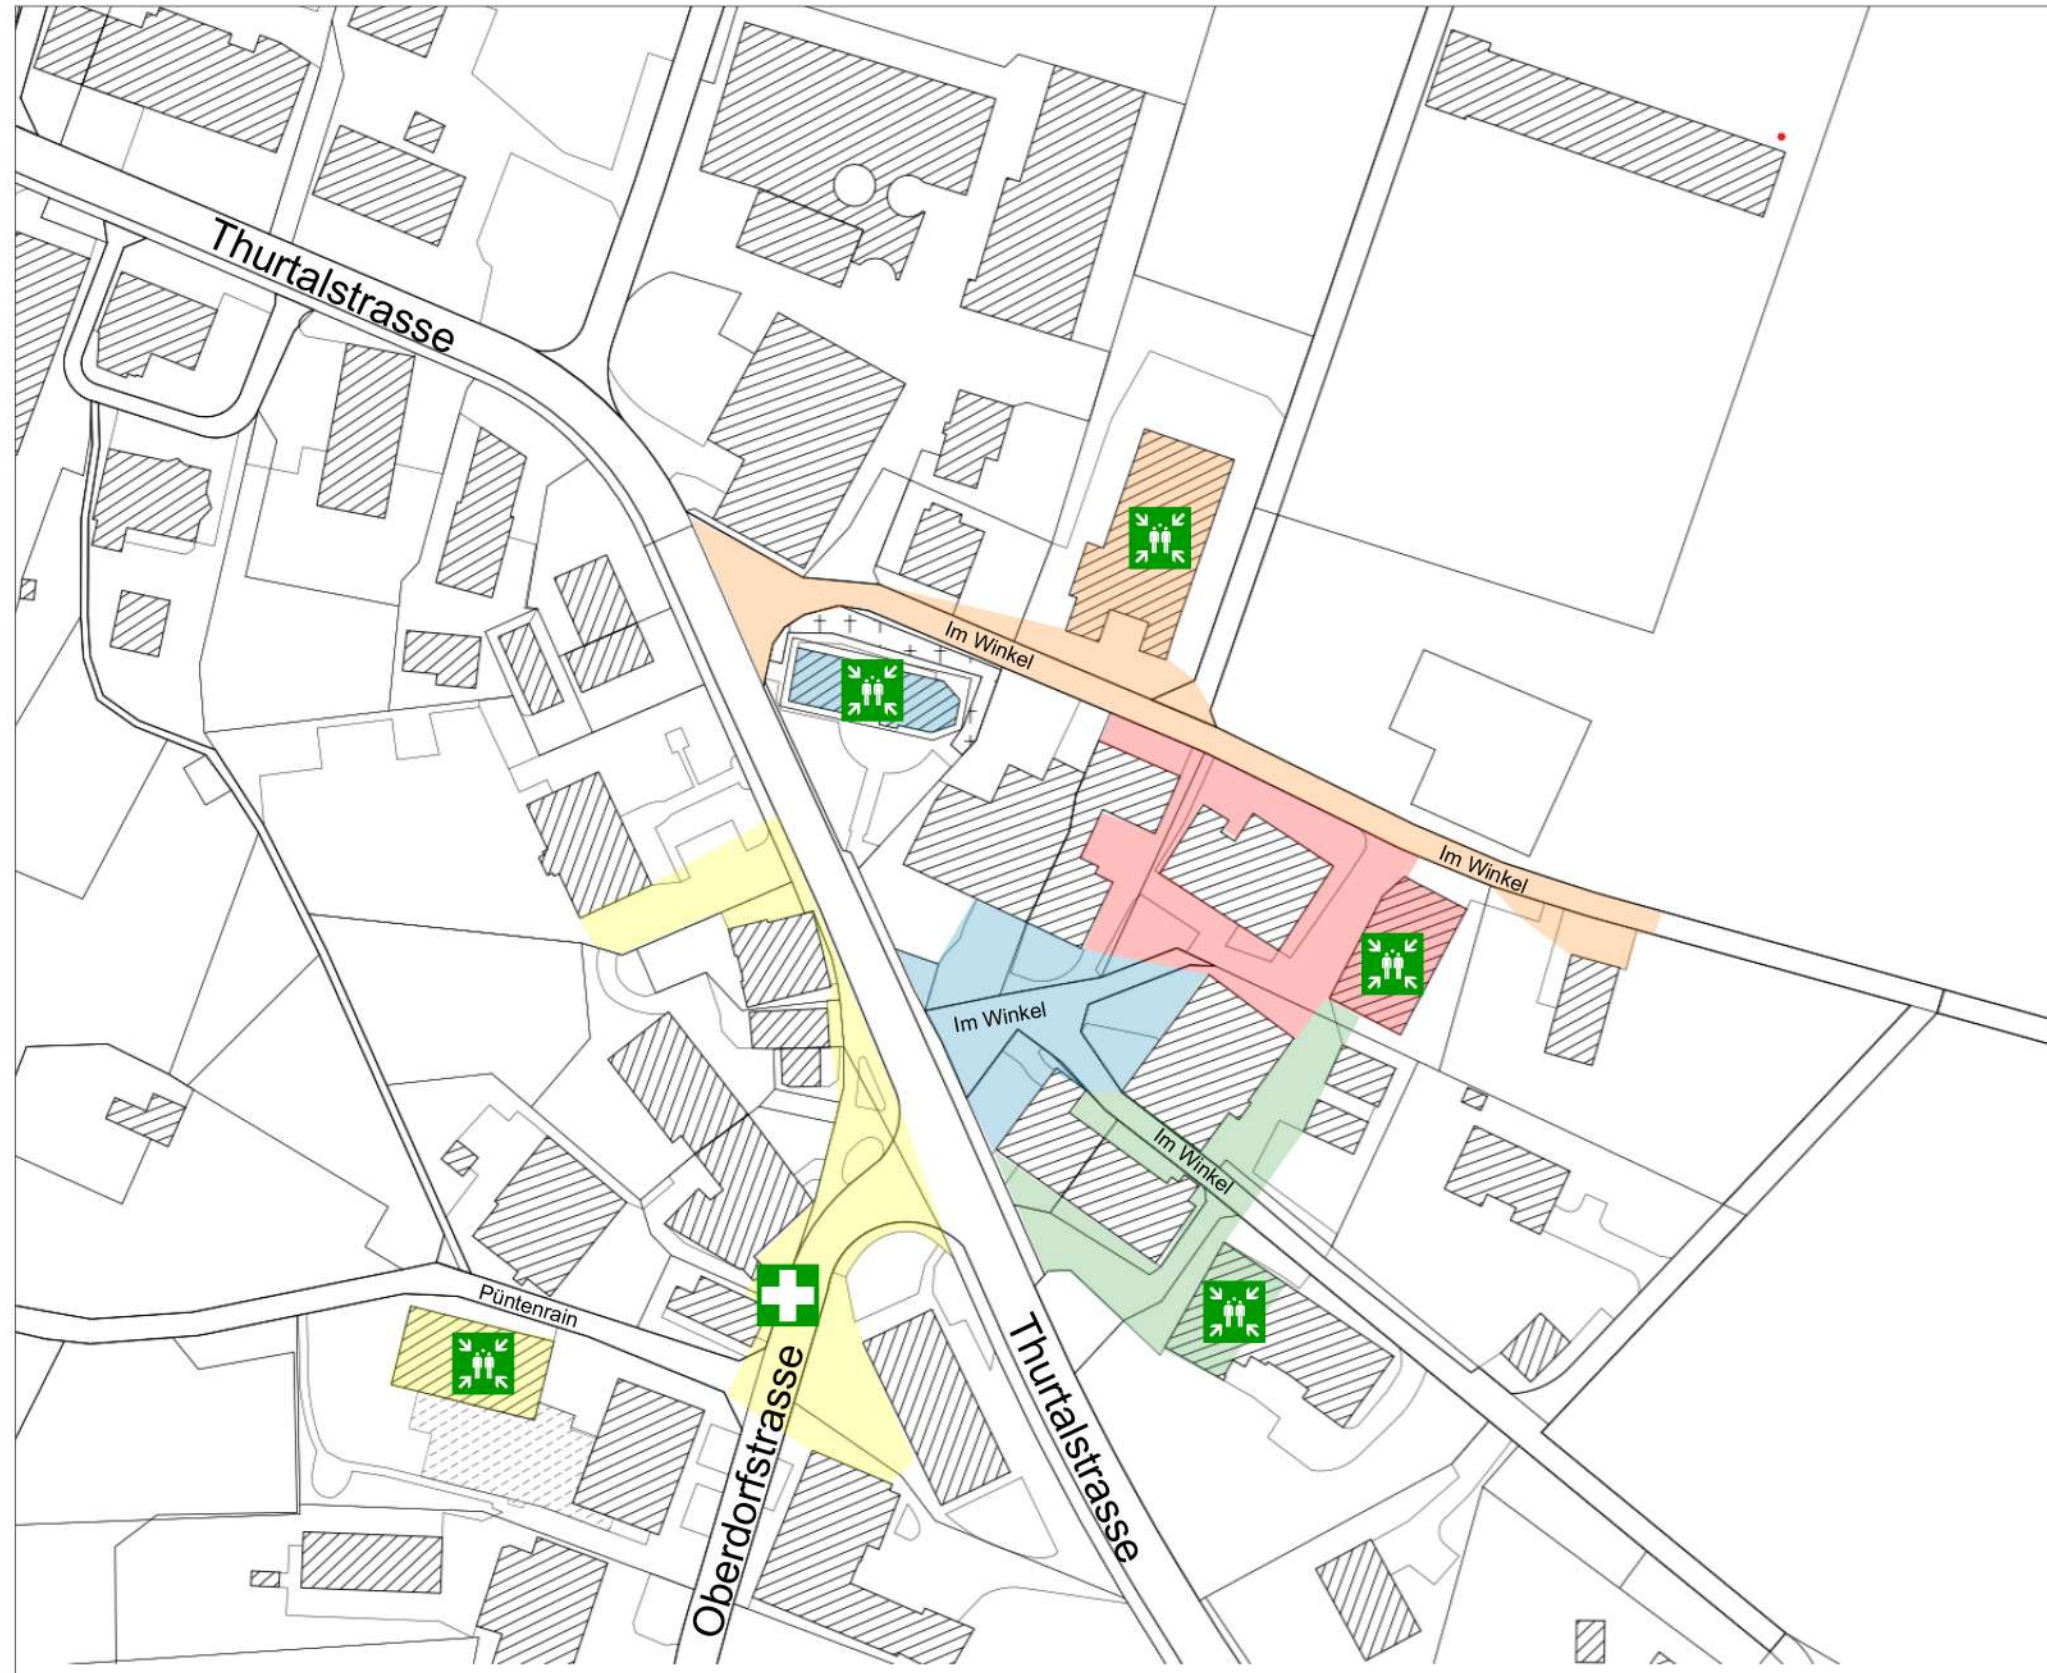 Thurtalstrasse
Im Winkel
Im Winkel
Im Winkel
Im Winkel
Püntenrain
Thurtalstrasse
Oberdorfstrasse